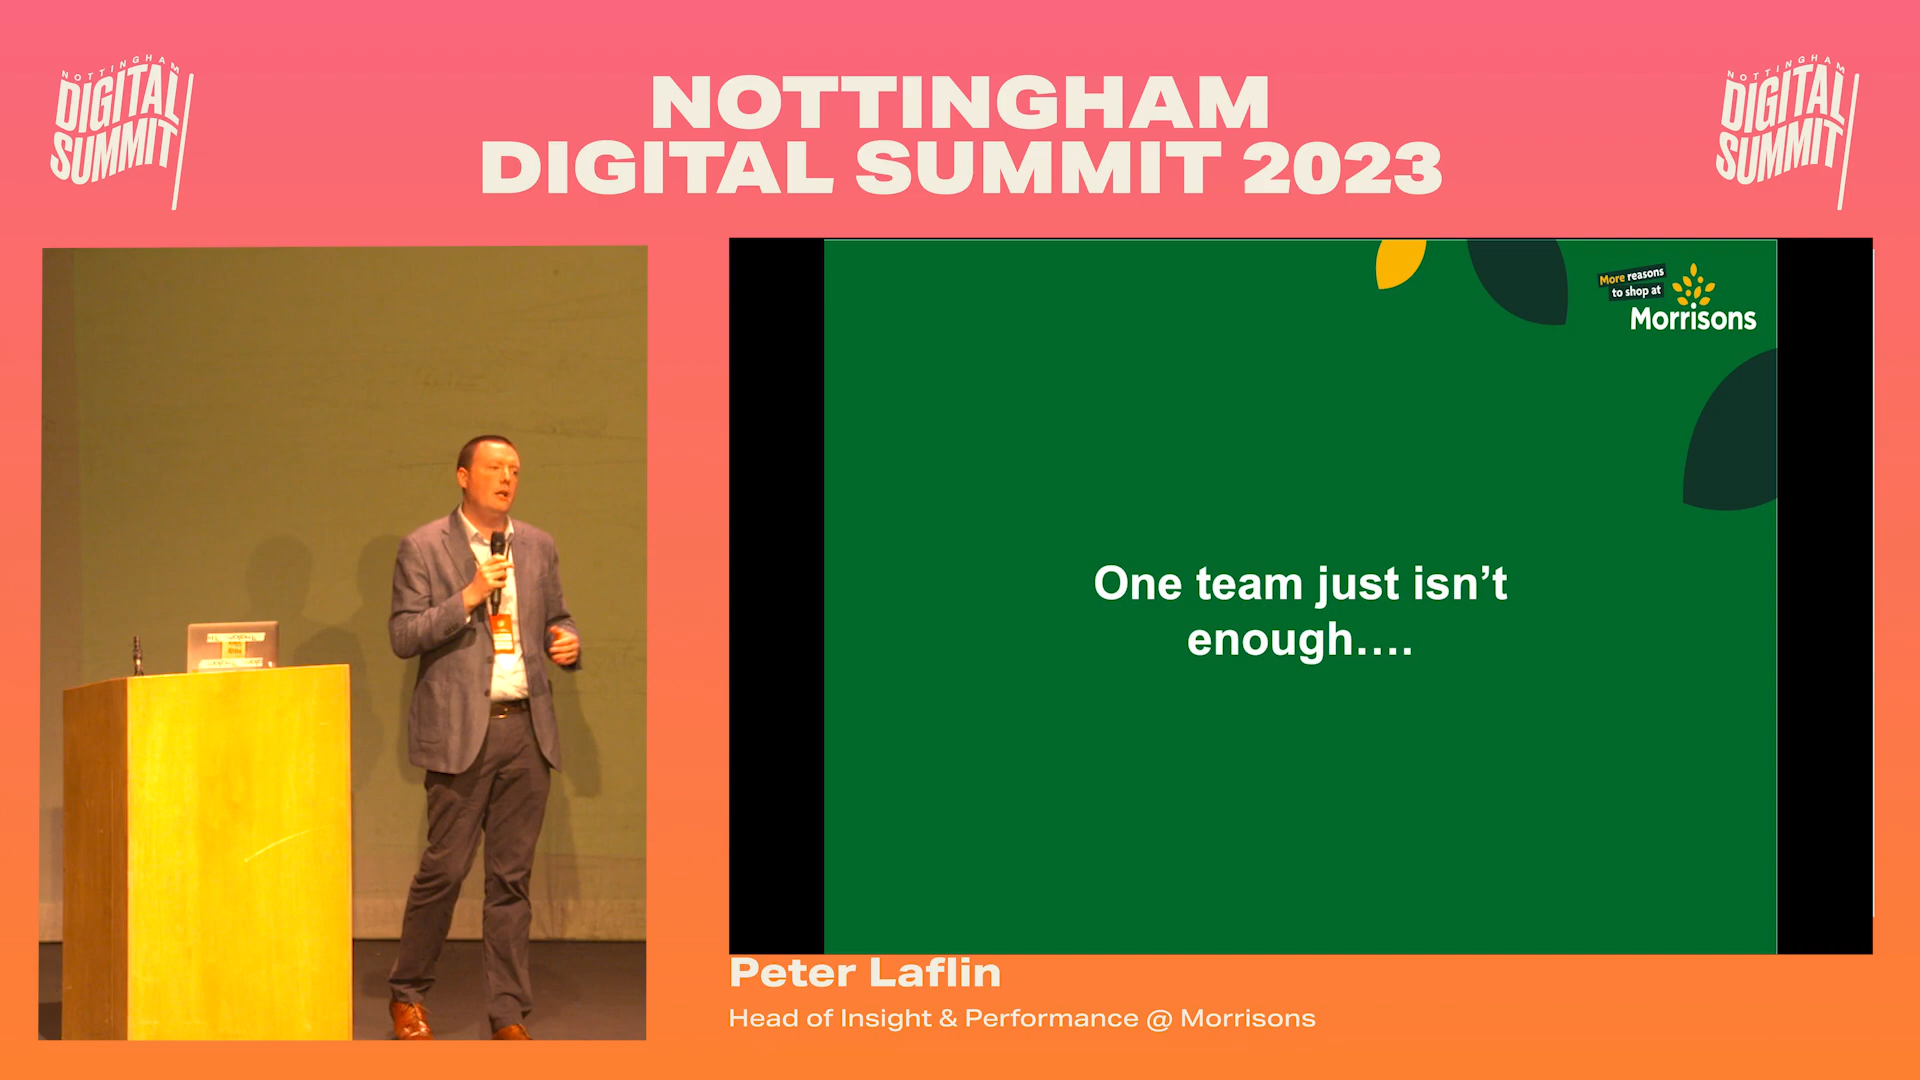 NOTTINGHAM
DIGITAL
SUMMIT
NOTTINGHAM
DIGITAL SUMMIT 2023
NOTTINGHAM
DIGITAL
SUMMIT
More reasons
to shop at
Morrisons
One team just isn’t
enough....
Peter Laflin
Head of Insight & Performance @ Morrisons